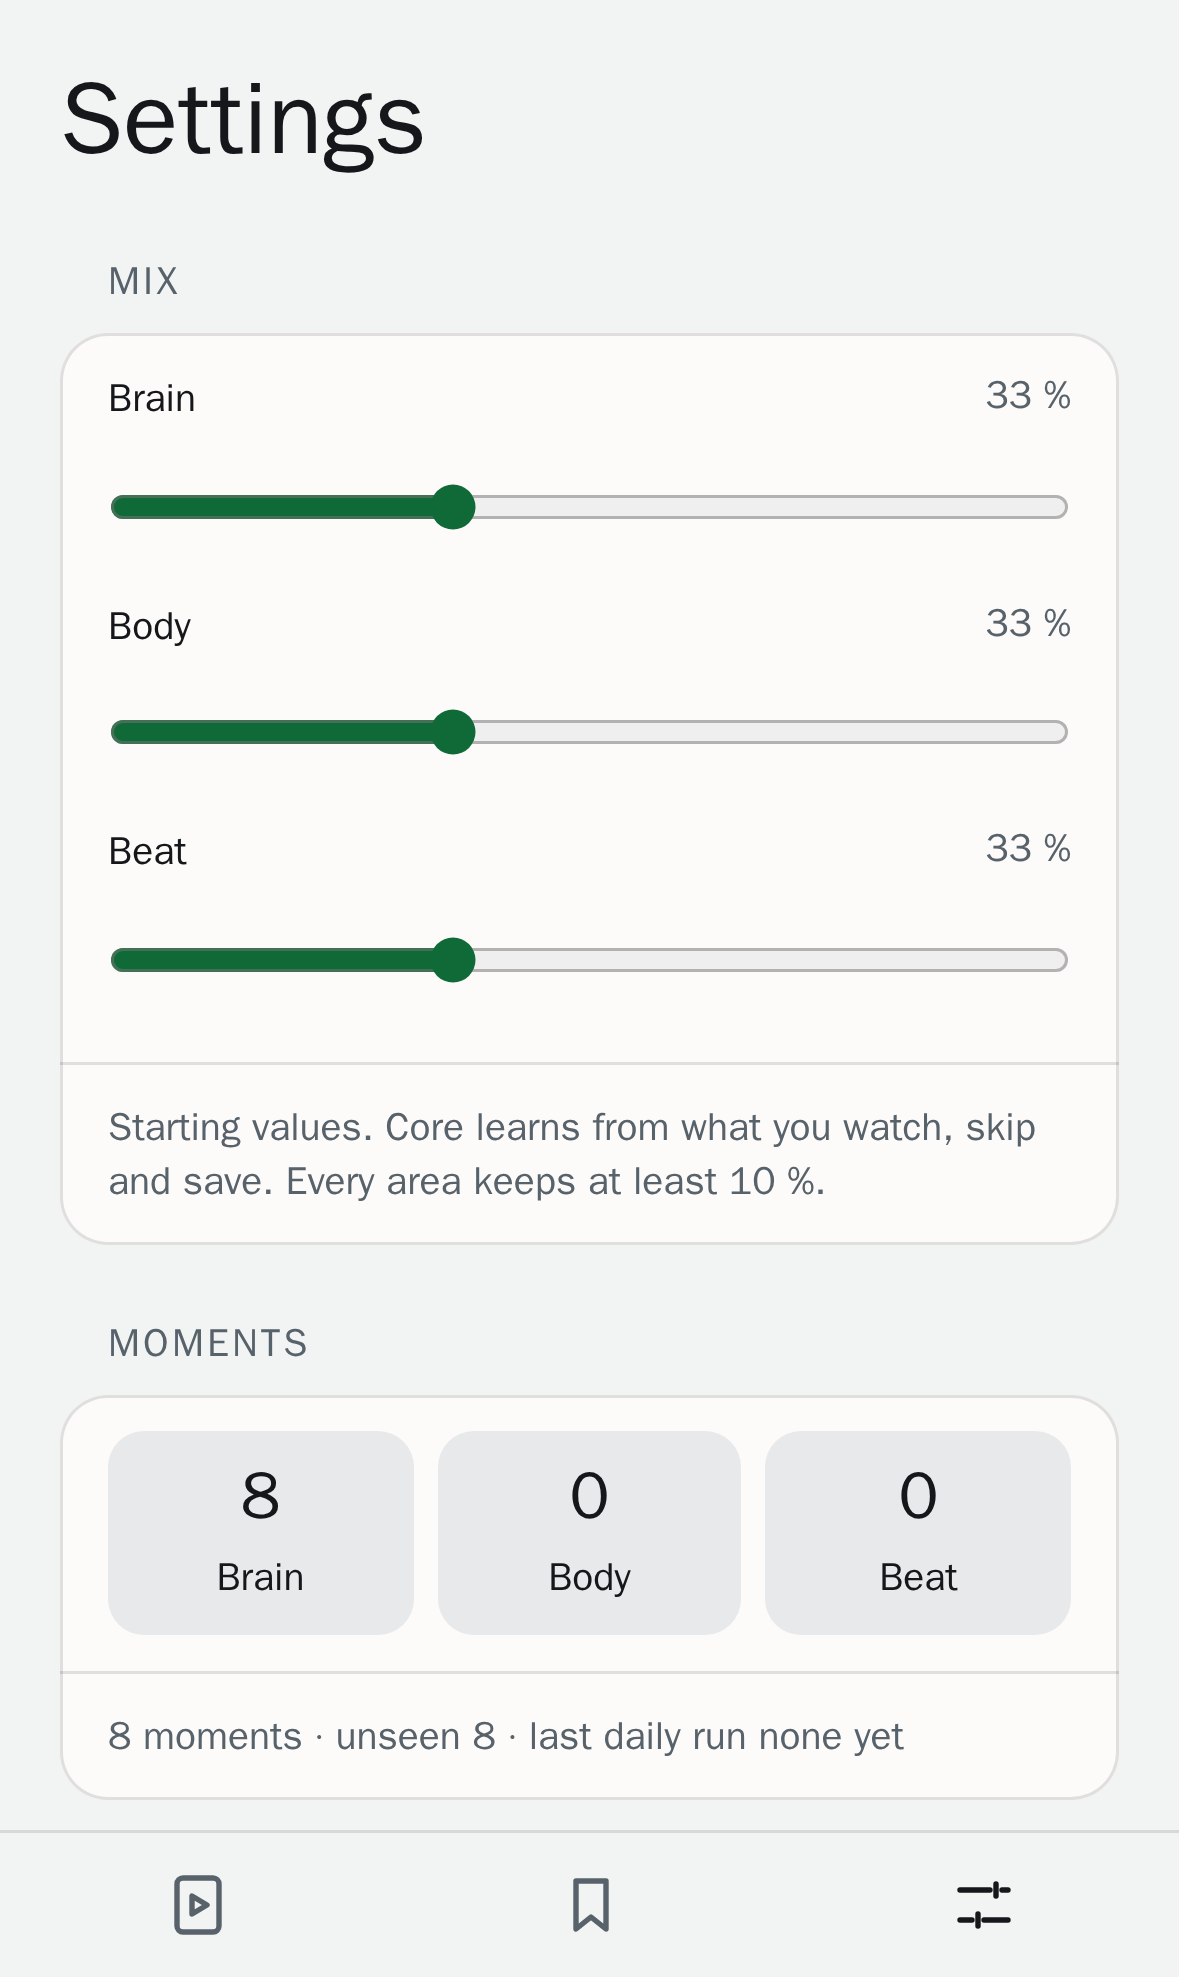 Settings
MIX
Brain 33 %
Body 33 %
Beat 33 %
Starting values. Core learns from what you watch, skip
and save. Every area keeps at least 10 %.
MOMENTS
8 0 0
Brain Body Beat
8 moments · unseen 8 · last daily run none yet